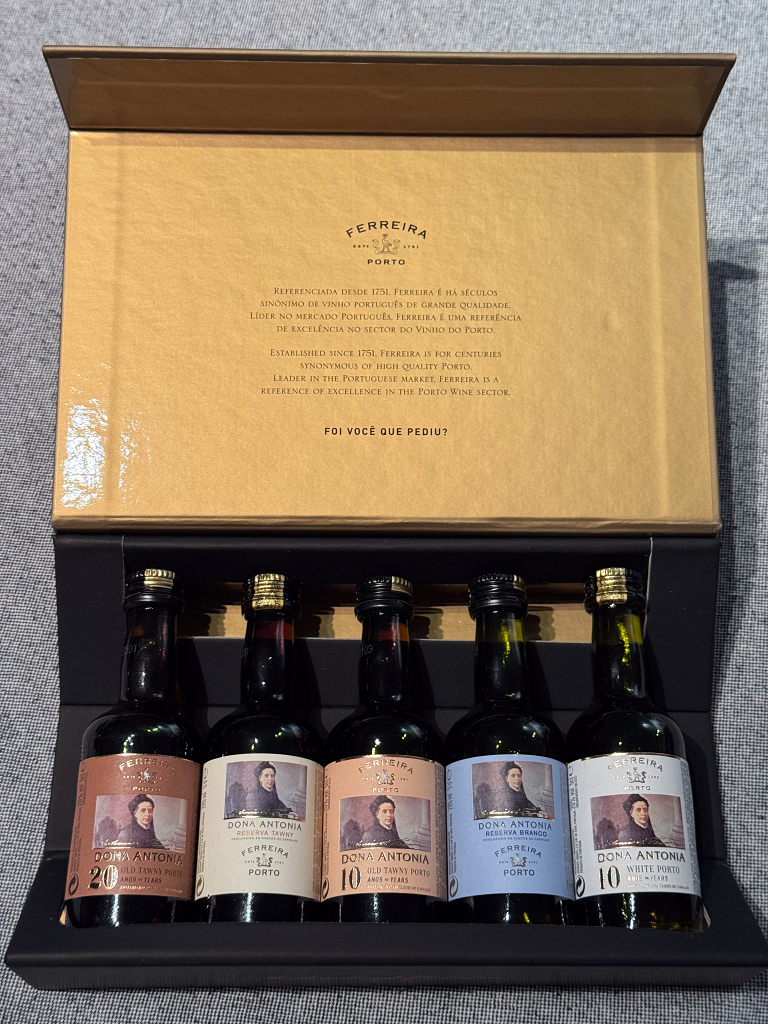 FERREIRA
ESTD 1751
PORTO
REFERENCIADA DESDE 1751, FERREIRA É HÁ SÉCULOS
SINÓNIMO DE VINHO PORTUGUÊS DE GRANDE QUALIDADE.
LÍDER NO MERCADO PORTUGUÊS, FERREIRA É UMA REFERÊNCIA
DE EXCELÊNCIA NO SECTOR DO VINHO DO PORTO.
ESTABLISHED SINCE 1751, FERREIRA IS FOR CENTURIES
SYNONYMOUS OF HIGH QUALITY PORTO.
LEADER IN THE PORTUGUESE MARKET, FERREIRA IS A
REFERENCE OF EXCELLENCE IN THE PORTO WINE SECTOR.
FOI VOCÊ QUE PEDIU?
FERREIRA
PORTO
DONA ANTONIA
20 OLD TAWNY PORTO
ANOS YEARS
DONA ANTONIA
RESERVA TAWNY
FERREIRA
PORTO
FERREIRA
PORTO
DONA ANTONIA
10 OLD TAWNY PORTO
ANOS YEARS
DONA ANTONIA
RESERVA BRANCO
FERREIRA
PORTO
FERREIRA
PORTO
DONA ANTONIA
10 WHITE PORTO
ANOS YEARS